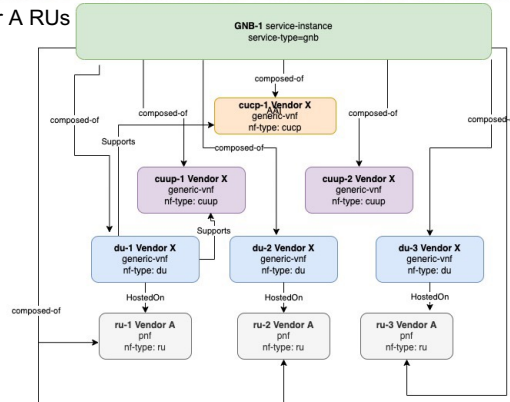 r A RUs
GNB-1 service-instance
service-type=gnb
composed-of
cucp-1 Vendor X
AAI
generic-vnf
nf-type: cucp
composed-of
composed-of
composed-of
composed-
Supports
composed-of
cuup-1 Vendor X
generic-vnf
nf-type: cuup
cuup-2 Vendor X
generic-vnf
nf-type: cuup
Supports
du-1 Vendor X
generic-vnf
nf-type: du
du-2 Vendor X
generic-vnf
nf-type: du
du-3 Vendor X
generic-vnf
nf-type: du
HostedOn
HostedOn
HostedOn
composed-of
ru-1 Vendor A
pnf
nf-type: ru
ru-2 Vendor A
pnf
nf-type: ru
ru-3 Vendor A
pnf
nf-type: ru